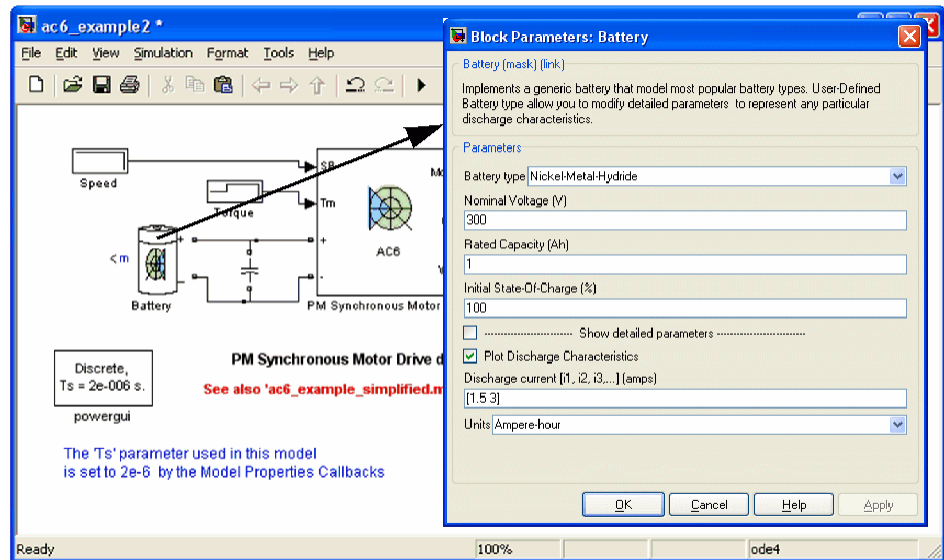 ac6_example2 *
File Edit View Simulation Format Tools Help
Speed
SP
Torque
Tm
Mo
+
AC6
< m
+
-
-
Battery
PM Synchronous Motor
Discrete,
Ts = 2e-006 s.
powergui
PM Synchronous Motor Drive d
See also 'ac6_example_simplified.m
The 'Ts' parameter used in this model
is set to 2e-6 by the Model Properties Callbacks
Ready
100%
ode4
Block Parameters: Battery
Battery (mask) (link)
Implements a generic battery that model most popular battery types. User-Defined
Battery type allow you to modify detailed parameters to represent any particular
discharge characteristics.
Parameters
Battery type Nickel-Metal-Hydride
Nominal Voltage (V)
300
Rated Capacity (Ah)
1
Initial State-Of-Charge (%)
100
---------------------------- Show detailed parameters ----------------------------
Plot Discharge Characteristics
Discharge current [i1, i2, i3,...] (amps)
[1.5 3]
Units Ampere-hour
OK
Cancel
Help
Apply